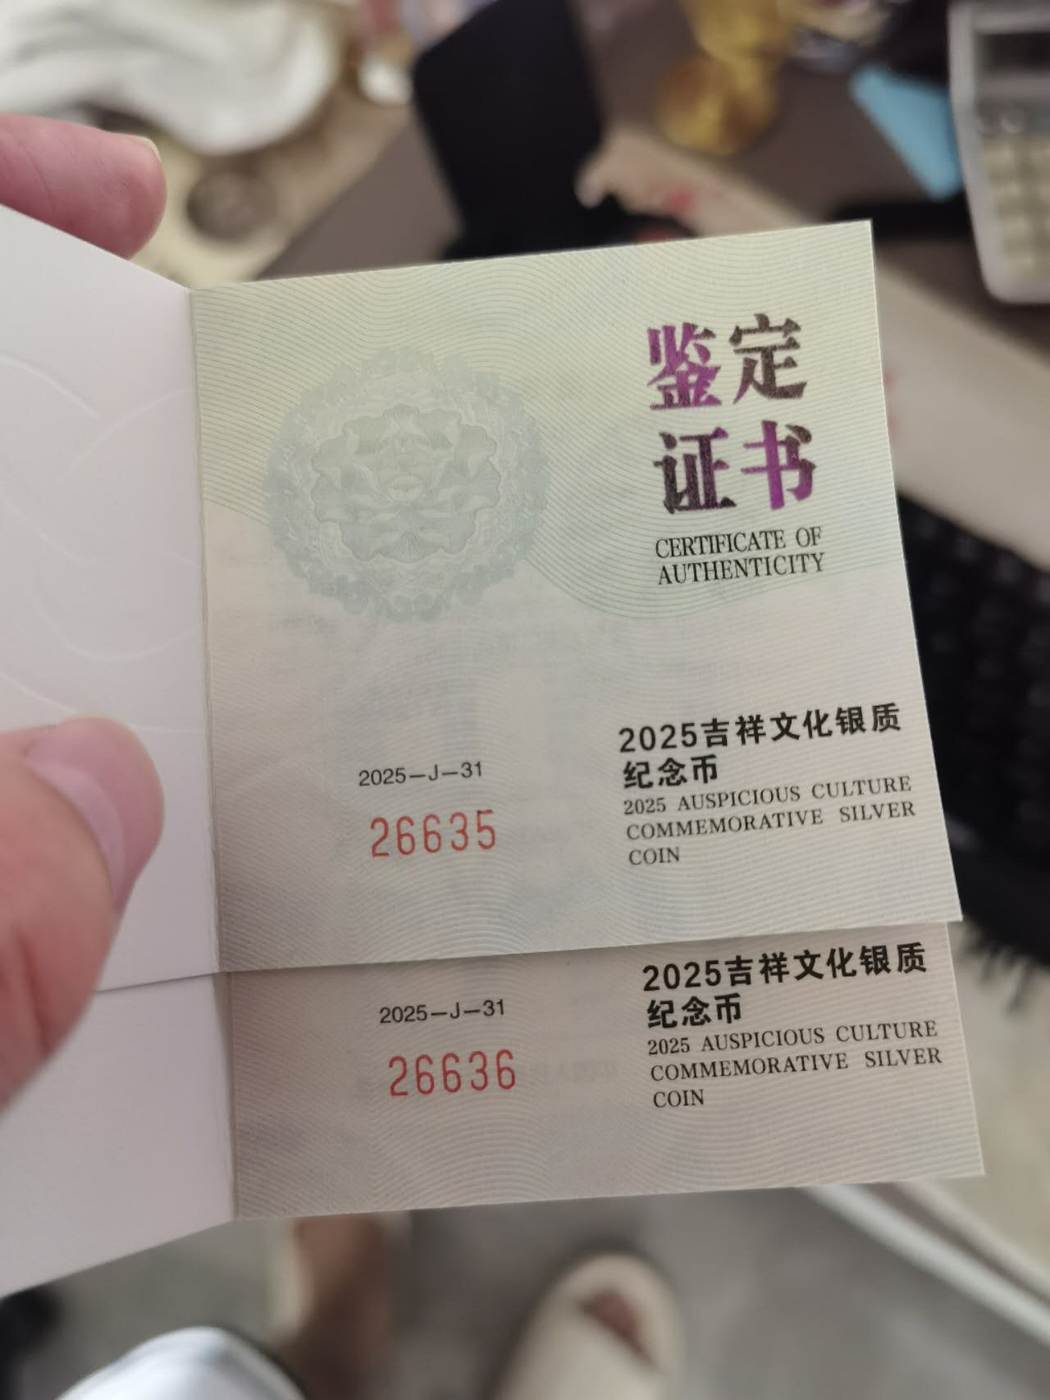 鉴定
证书
CERTIFICATE OF
AUTHENTICITY
2025吉祥文化银质
纪念币
2025 AUSPICIOUS CULTURE
COMMEMORATIVE SILVER
COIN
2025-J-31
26635
2025吉祥文化银质
纪念币
2025 AUSPICIOUS CULTURE
COMMEMORATIVE SILVER
COIN
2025-J-31
26636